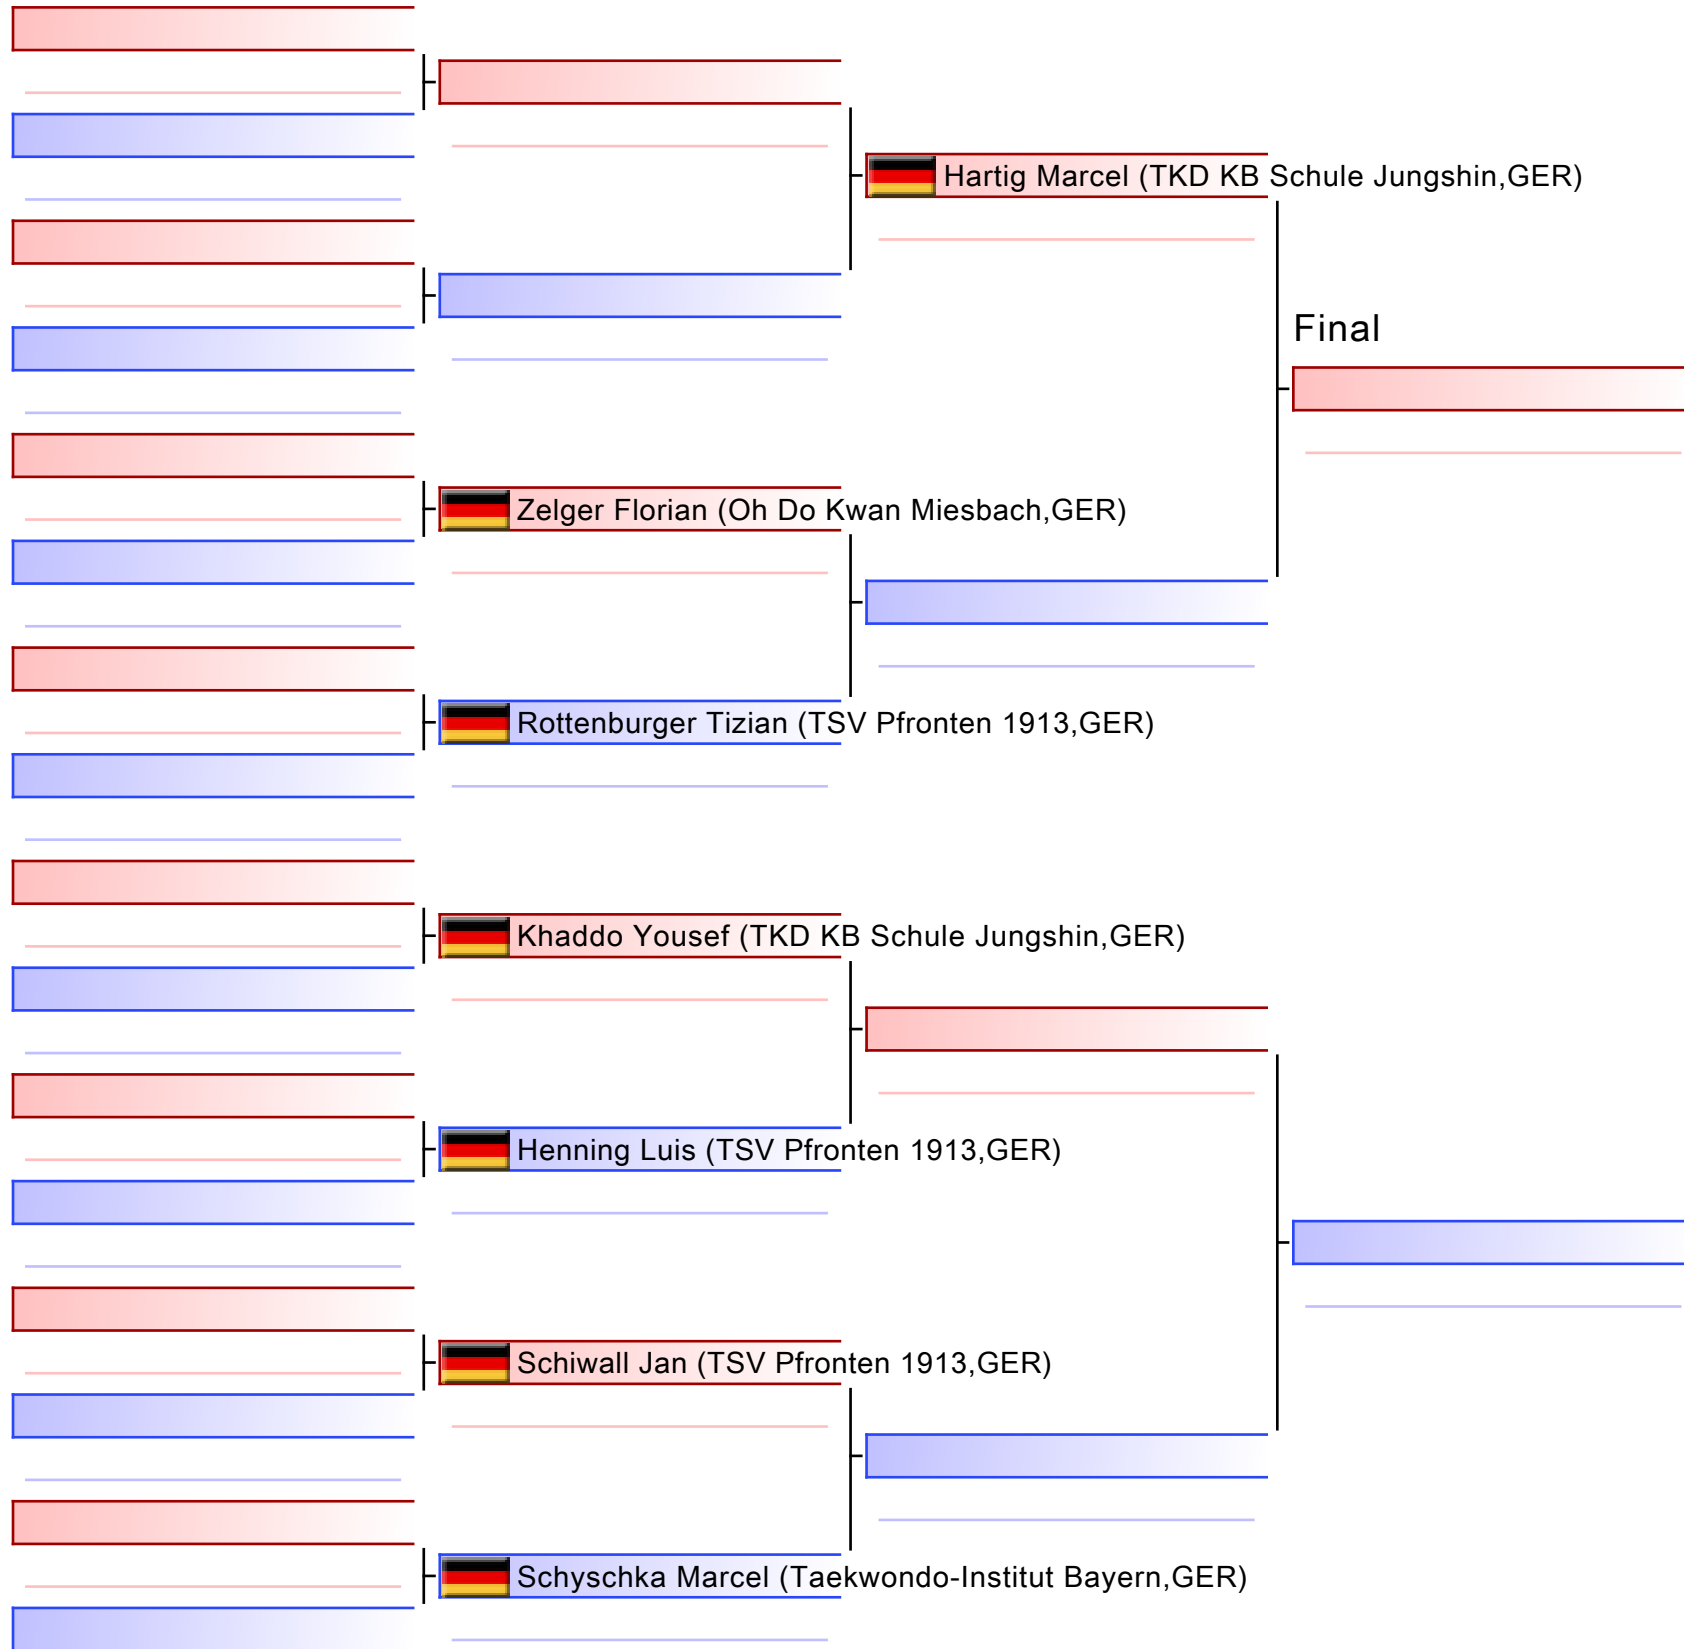 Hartig Marcel (TKD KB Schule Jungshin,GER)
Final
Zelger Florian (Oh Do Kwan Miesbach,GER)
Rottenburger Tizian (TSV Pfronten 1913,GER)
Khaddo Yousef (TKD KB Schule Jungshin,GER)
Henning Luis (TSV Pfronten 1913,GER)
Schiwall Jan (TSV Pfronten 1913,GER)
Schyschka Marcel (Taekwondo-Institut Bayern,GER)